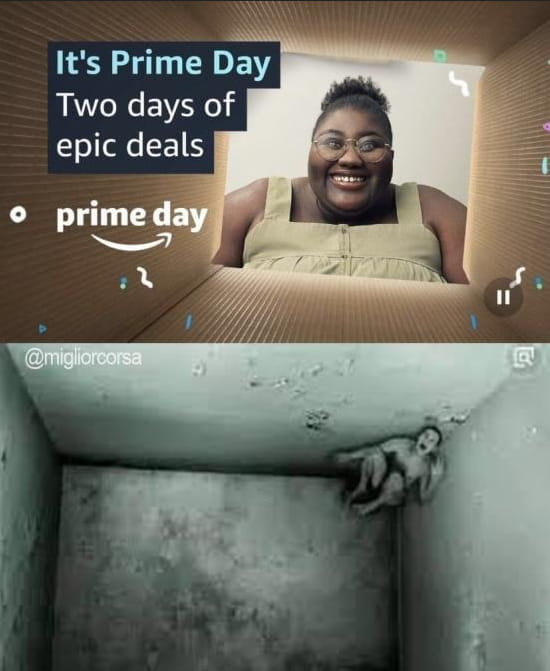 It's Prime Day
Two days of
epic deals
prime day
@migliorcorsa